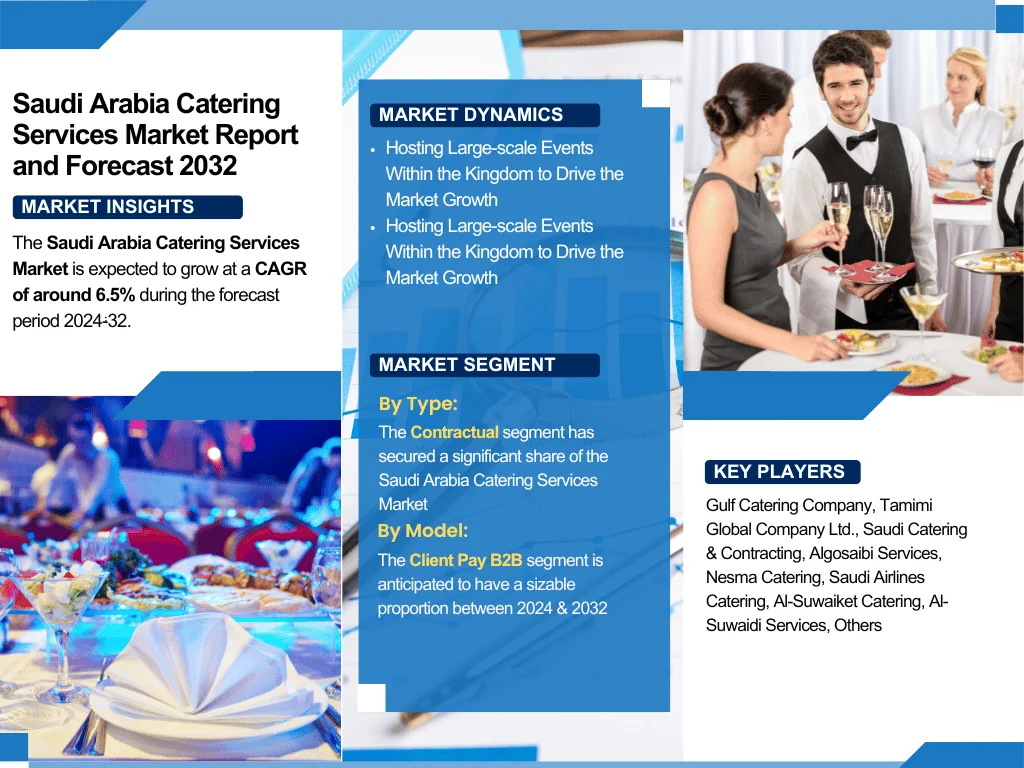 Saudi Arabia Catering
Services Market Report
and Forecast 2032
MARKET INSIGHTS
The Saudi Arabia Catering Services
Market is expected to grow at a CAGR
of around 6.5% during the forecast
period 2024-32.
MARKET DYNAMICS
• Hosting Large-scale Events
Within the Kingdom to Drive the
Market Growth
• Hosting Large-scale Events
Within the Kingdom to Drive the
Market Growth
MARKET SEGMENT
By Type:
The Contractual segment has
secured a significant share of the
Saudi Arabia Catering Services
Market
By Model:
The Client Pay B2B segment is
anticipated to have a sizable
proportion between 2024 & 2032
KEY PLAYERS
Gulf Catering Company, Tamimi
Global Company Ltd., Saudi Catering
& Contracting, Algosaibi Services,
Nesma Catering, Saudi Airlines
Catering, Al-Suwaiket Catering, Al-
Suwaidi Services, Others